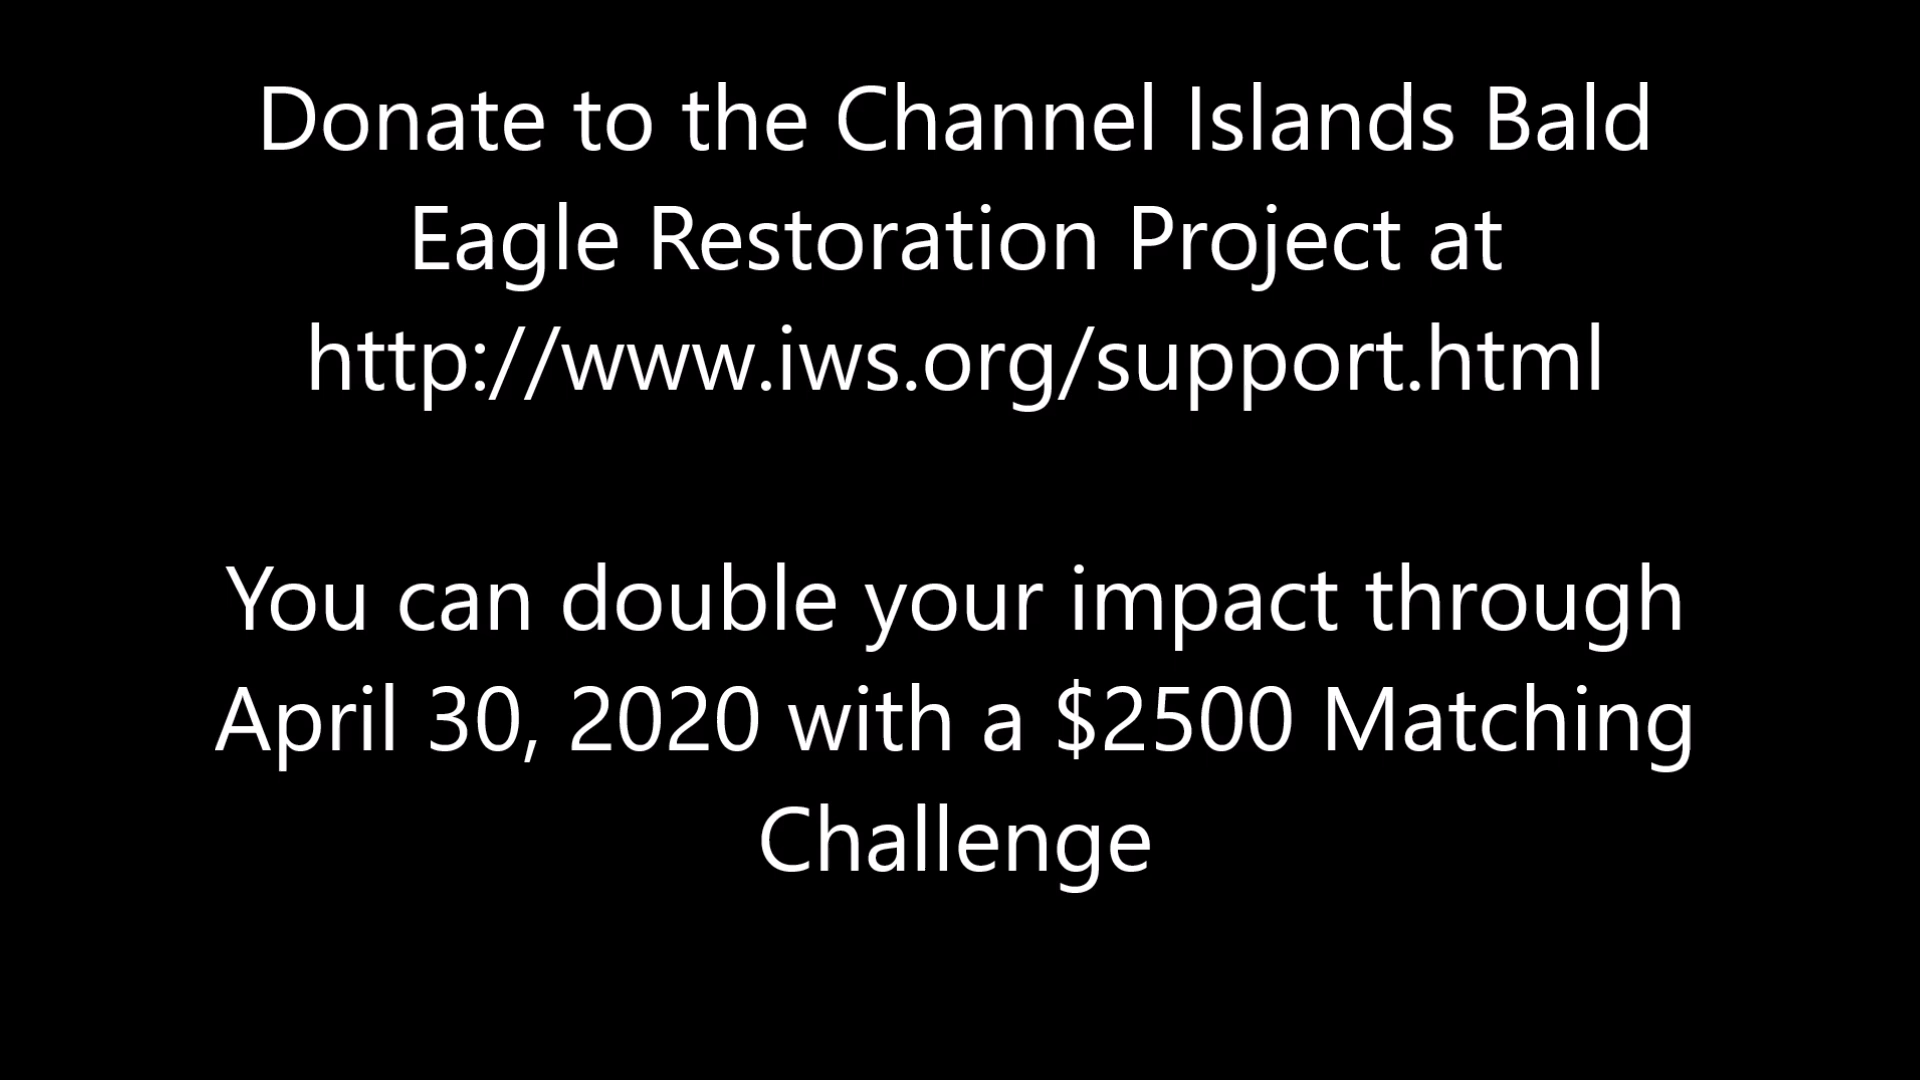 Donate to the Channel Islands Bald
Eagle Restoration Project at
http://www.iws.org/support.html
You can double your impact through
April 30, 2020 with a $2500 Matching
Challenge